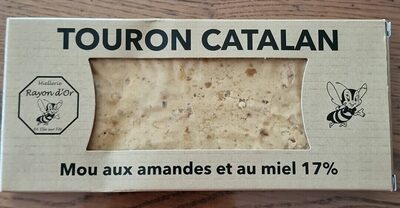 TOURON CATALAN
Miellerie
Rayon d'Or
Mou aux amandes et au miel 17%